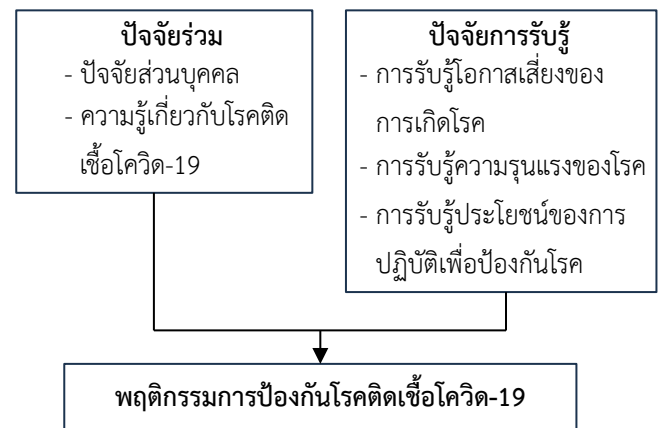 ปัจจัยร่วม
- ปัจจัยส่วนบุคคล
- ความรู้เกี่ยวกับโรคติด
เชื้อโควิด-19
ปัจจัยการรับรู้
- การรับรู้โอกาสเสี่ยงของ
การเกิดโรค
- การรับรู้ความรุนแรงของโรค
- การรับรู้ประโยชน์ของการ
ปฏิบัติเพื่อป้องกันโรค
พฤติกรรมการป้องกันโรคติดเชื้อโควิด-19